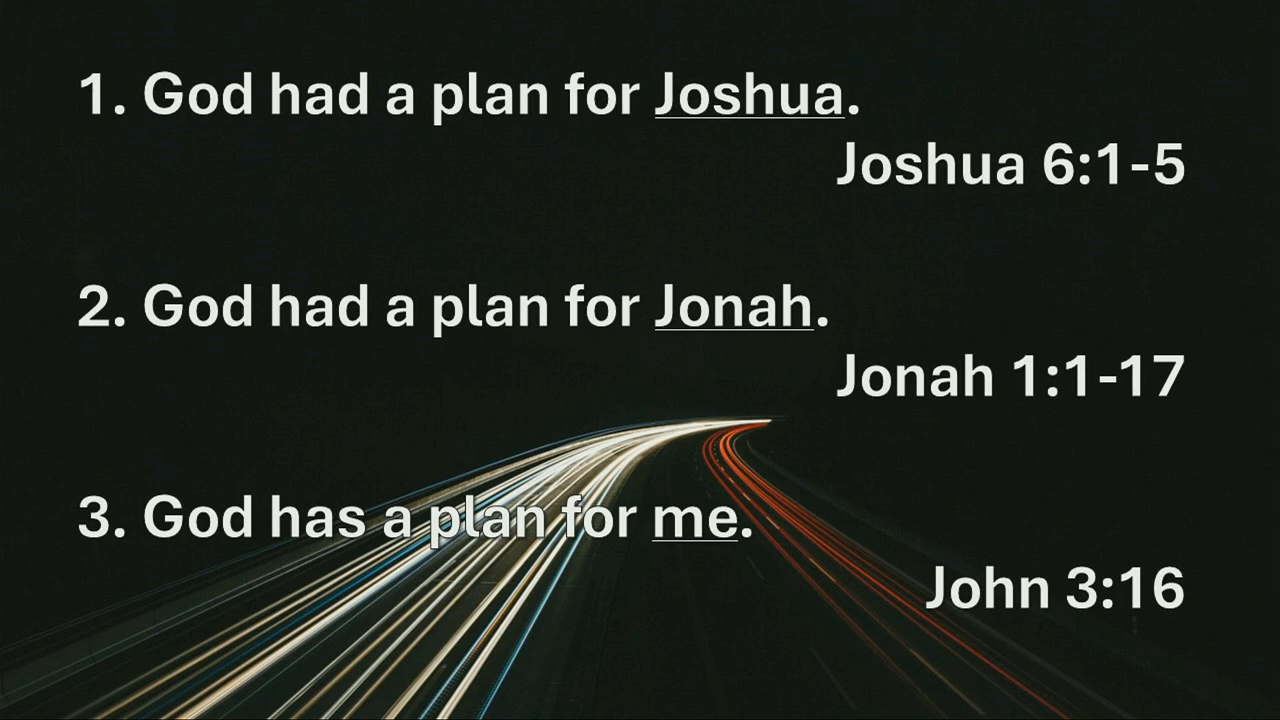 1. God had a plan for Joshua.
Joshua 6:1-5
2. God had a plan for Jonah.
Jonah 1:1-17
3. God has a plan for me.
John 3:16